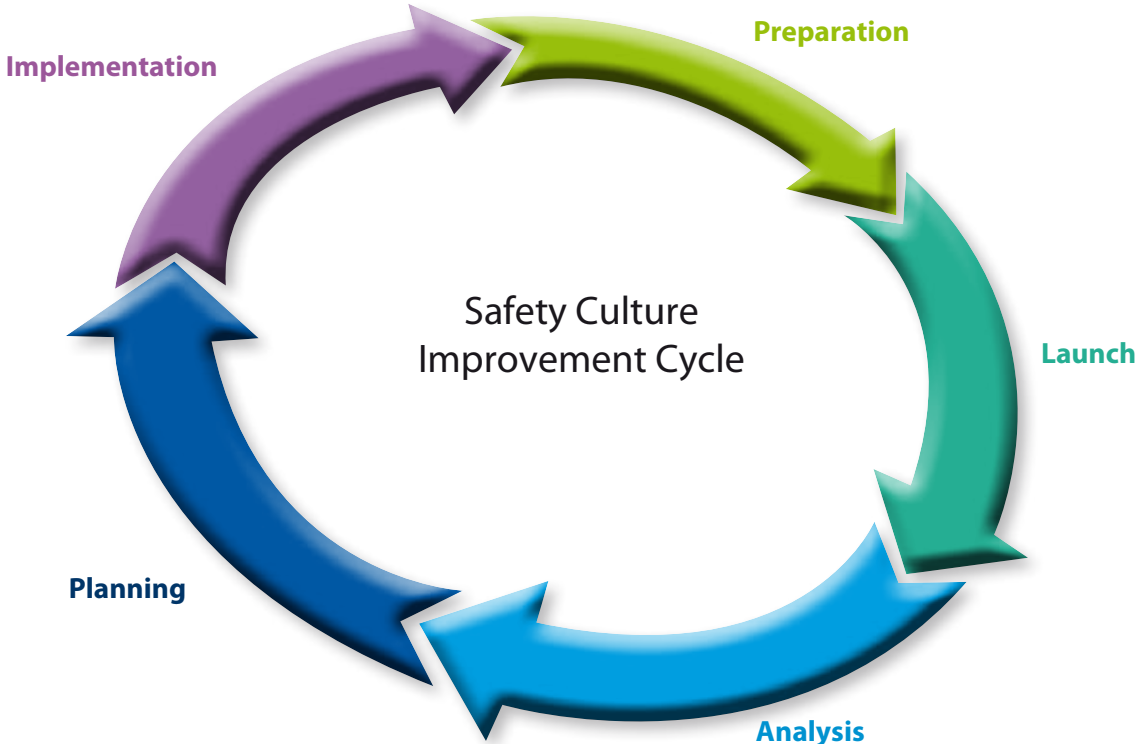 Preparation
Implementation
Safety Culture
Improvement Cycle
Launch
Planning
Analysis